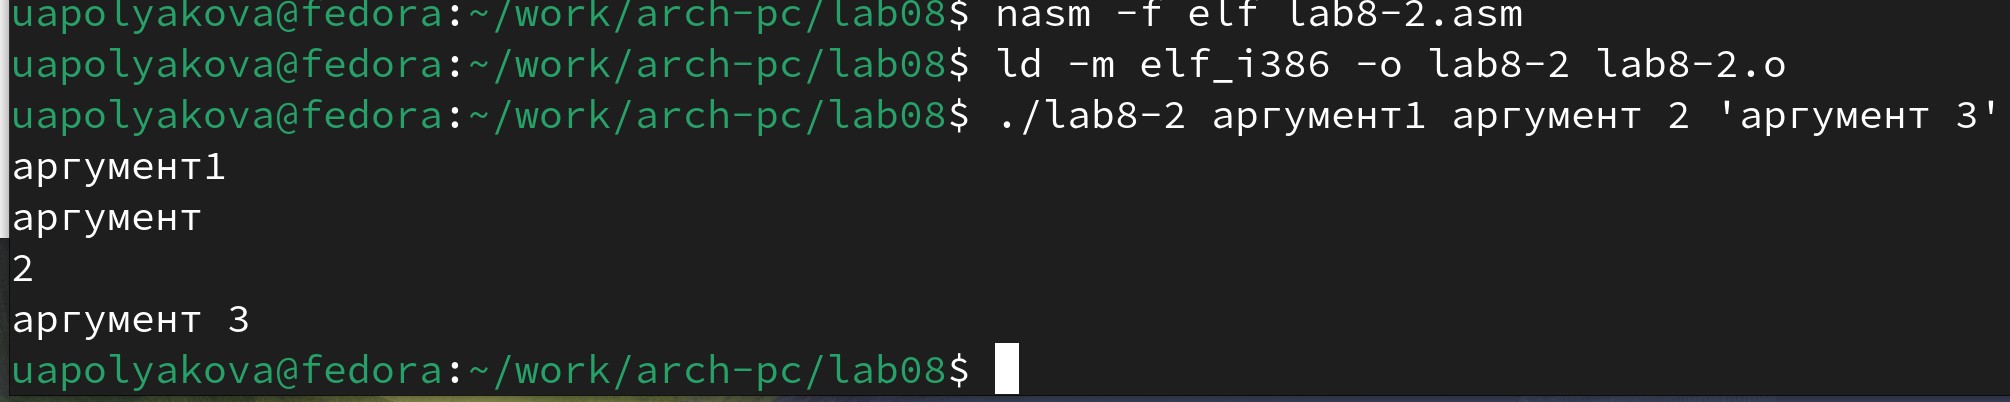 uapolyakova@fedora:~/work/arch-pc/lab08$ nasm -f elf lab8-2.asm
uapolyakova@fedora:~/work/arch-pc/lab08$ ld -m elf_i386 -o lab8-2 lab8-2.o
uapolyakova@fedora:~/work/arch-pc/lab08$ ./lab8-2 аргумент1 аргумент 2 'аргумент 3'
аргумент1
аргумент
2
аргумент 3
uapolyakova@fedora:~/work/arch-pc/lab08$